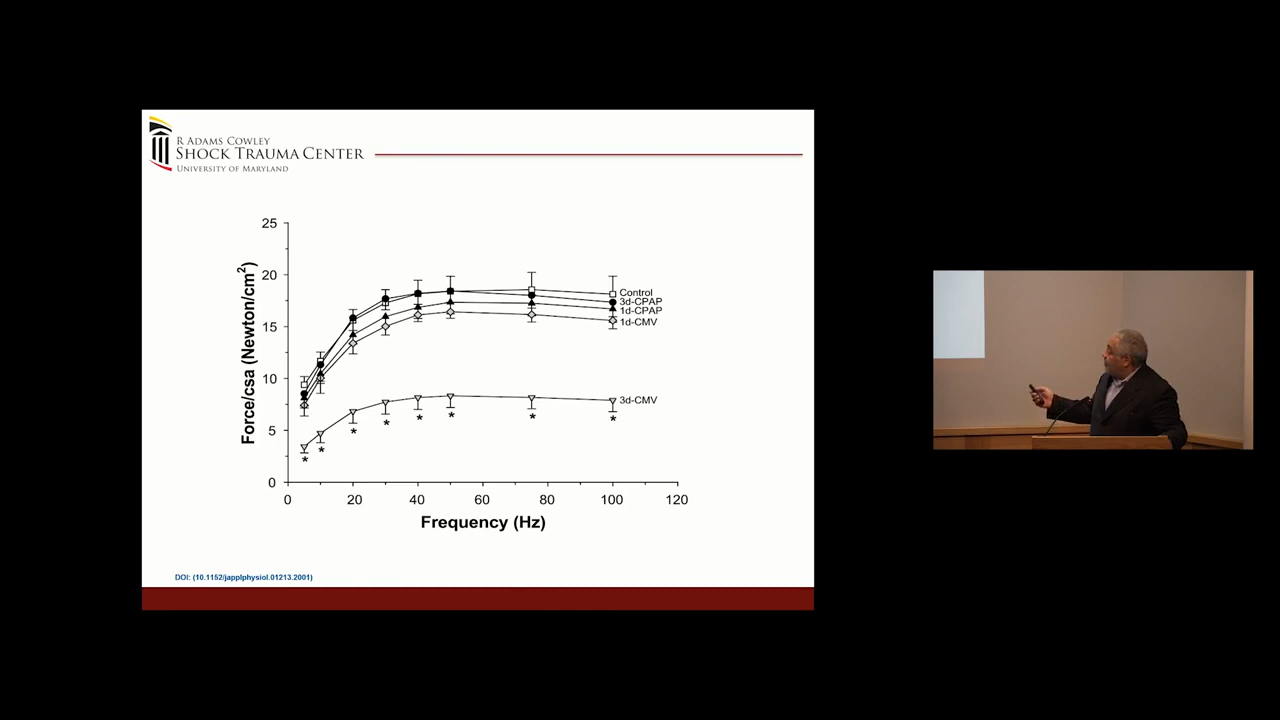 R ADAMS COWLEY
SHOCK TRAUMA CENTER
UNIVERSITY OF MARYLAND
25
20
15
10
5
0
Force/csa (Newton/cm²)
Control
3d-CPAP
1d-CPAP
1d-CMV
3d-CMV
* * * * * * * *
0 20 40 60 80 100 120
Frequency (Hz)
DOI: (10.1152/japplphysiol.01213.2001)